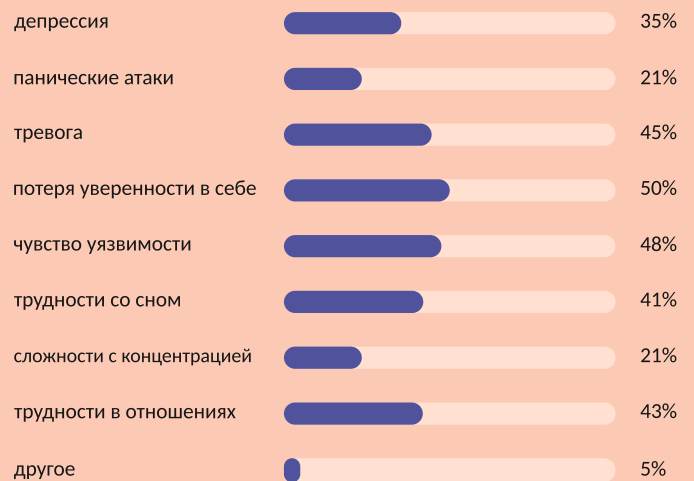 депрессия 35%
панические атаки 21%
тревога 45%
потеря уверенности в себе 50%
чувство уязвимости 48%
трудности со сном 41%
сложности с концентрацией 21%
трудности в отношениях 43%
другое 5%